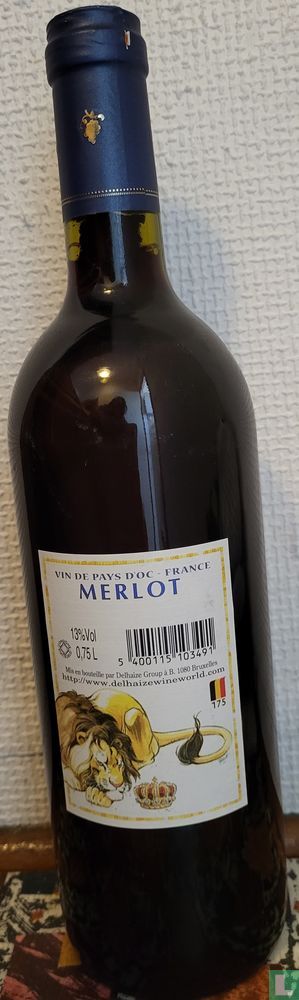 VIN DE PAYS D'OC - FRANCE
MERLOT
13%Vol
0,75 L
5 400115 103491
Mis en bouteille par Delhaize Group à B. 1080 Bruxelles
http://www.delhaizewineworld.com
175